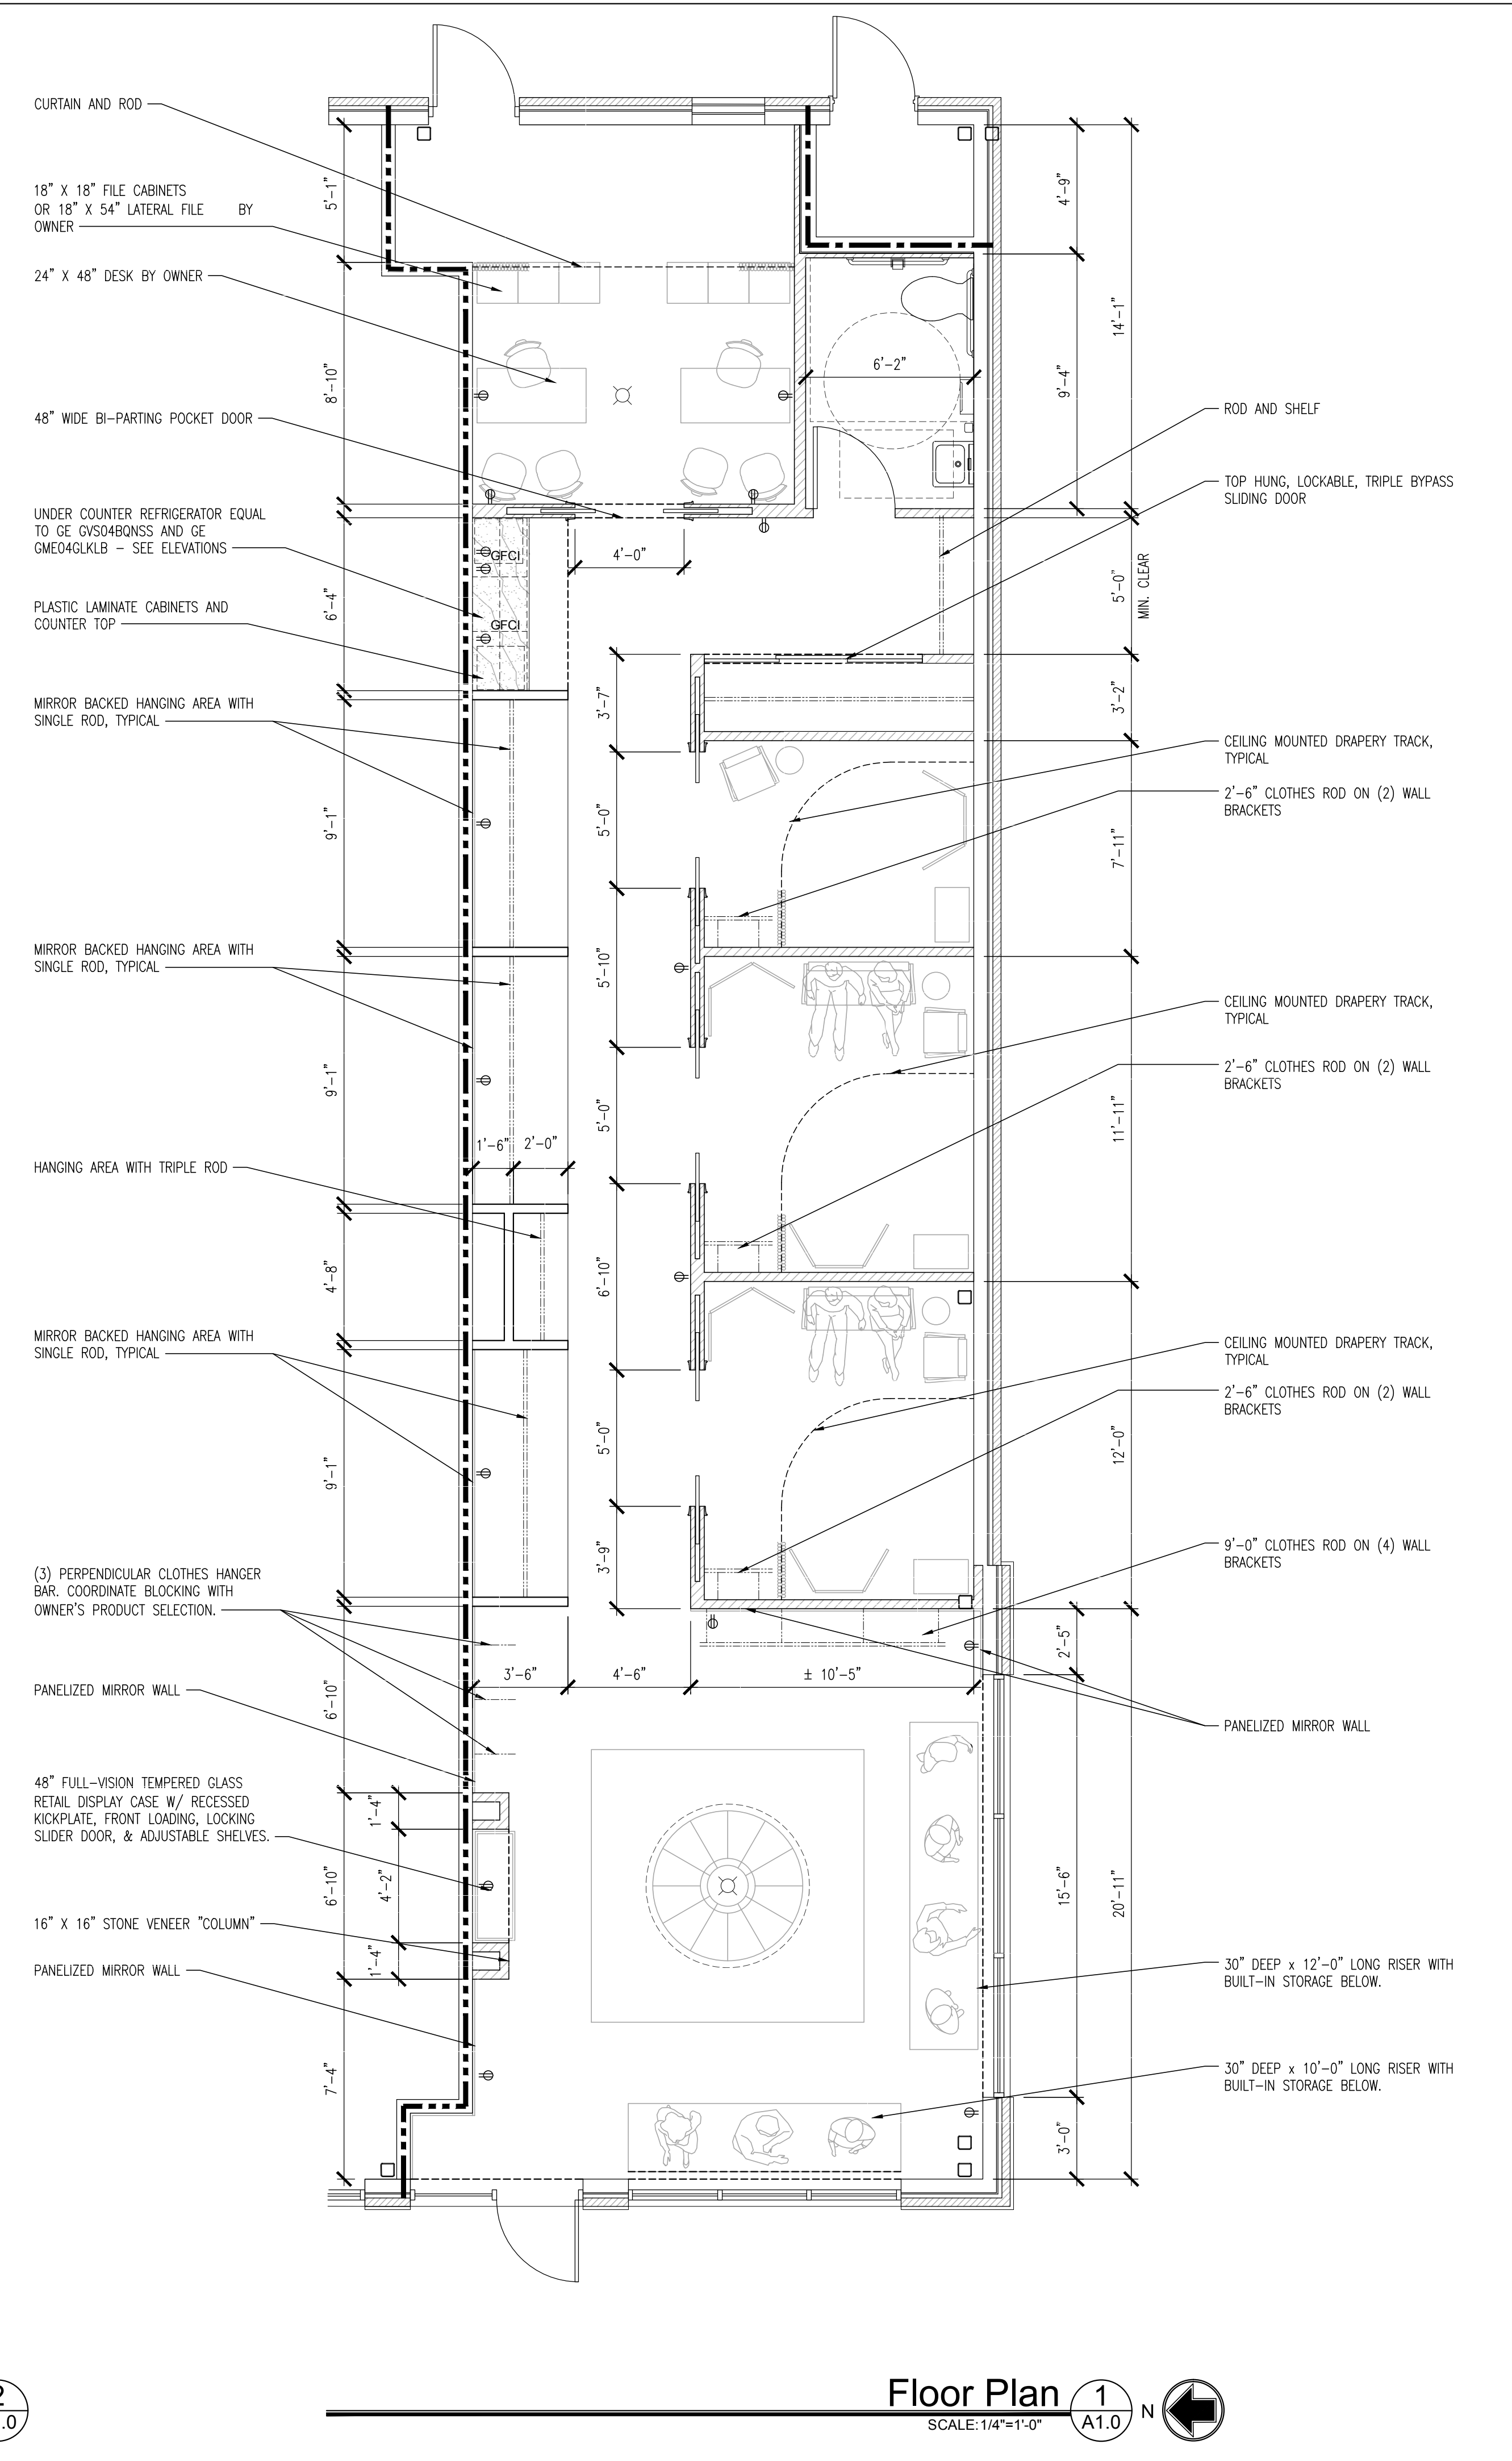 CURTAIN AND ROD
18" X 18" FILE CABINETS
OR 18" X 54" LATERAL FILE BY
OWNER
24" X 48" DESK BY OWNER
48" WIDE BI-PARTING POCKET DOOR
UNDER COUNTER REFRIGERATOR EQUAL
TO GE GVS04BQNSS AND GE
GME04GLKLB – SEE ELEVATIONS
PLASTIC LAMINATE CABINETS AND
COUNTER TOP
MIRROR BACKED HANGING AREA WITH
SINGLE ROD, TYPICAL
MIRROR BACKED HANGING AREA WITH
SINGLE ROD, TYPICAL
HANGING AREA WITH TRIPLE ROD
MIRROR BACKED HANGING AREA WITH
SINGLE ROD, TYPICAL
(3) PERPENDICULAR CLOTHES HANGER
BAR. COORDINATE BLOCKING WITH
OWNER'S PRODUCT SELECTION.
PANELIZED MIRROR WALL
48" FULL-VISION TEMPERED GLASS
RETAIL DISPLAY CASE W/ RECESSED
KICKPLATE, FRONT LOADING, LOCKING
SLIDER DOOR, & ADJUSTABLE SHELVES.
16" X 16" STONE VENEER "COLUMN"
PANELIZED MIRROR WALL
5'-1"
8'-10"
6'-4"
9'-1"
9'-1"
4'-8"
9'-1"
6'-10"
6'-10"
7'-4"
1'-4"
4'-2"
1'-4"
GFCI
GFCI
4'-0"
6'-2"
3'-7"
5'-0"
5'-10"
5'-0"
6'-10"
5'-0"
3'-9"
1'-6"
2'-0"
3'-6"
4'-6"
± 10'-5"
4'-9"
9'-4"
14'-1"
5'-0"
MIN. CLEAR
3'-2"
7'-11"
11'-11"
12'-0"
2'-5"
15'-6"
20'-11"
3'-0"
ROD AND SHELF
TOP HUNG, LOCKABLE, TRIPLE BYPASS
SLIDING DOOR
CEILING MOUNTED DRAPERY TRACK,
TYPICAL
2'-6" CLOTHES ROD ON (2) WALL
BRACKETS
CEILING MOUNTED DRAPERY TRACK,
TYPICAL
2'-6" CLOTHES ROD ON (2) WALL
BRACKETS
CEILING MOUNTED DRAPERY TRACK,
TYPICAL
2'-6" CLOTHES ROD ON (2) WALL
BRACKETS
9'-0" CLOTHES ROD ON (4) WALL
BRACKETS
PANELIZED MIRROR WALL
30" DEEP x 12'-0" LONG RISER WITH
BUILT-IN STORAGE BELOW.
30" DEEP x 10'-0" LONG RISER WITH
BUILT-IN STORAGE BELOW.
2
.0
Floor Plan
SCALE: 1/4"=1'-0"
1
A1.0
N